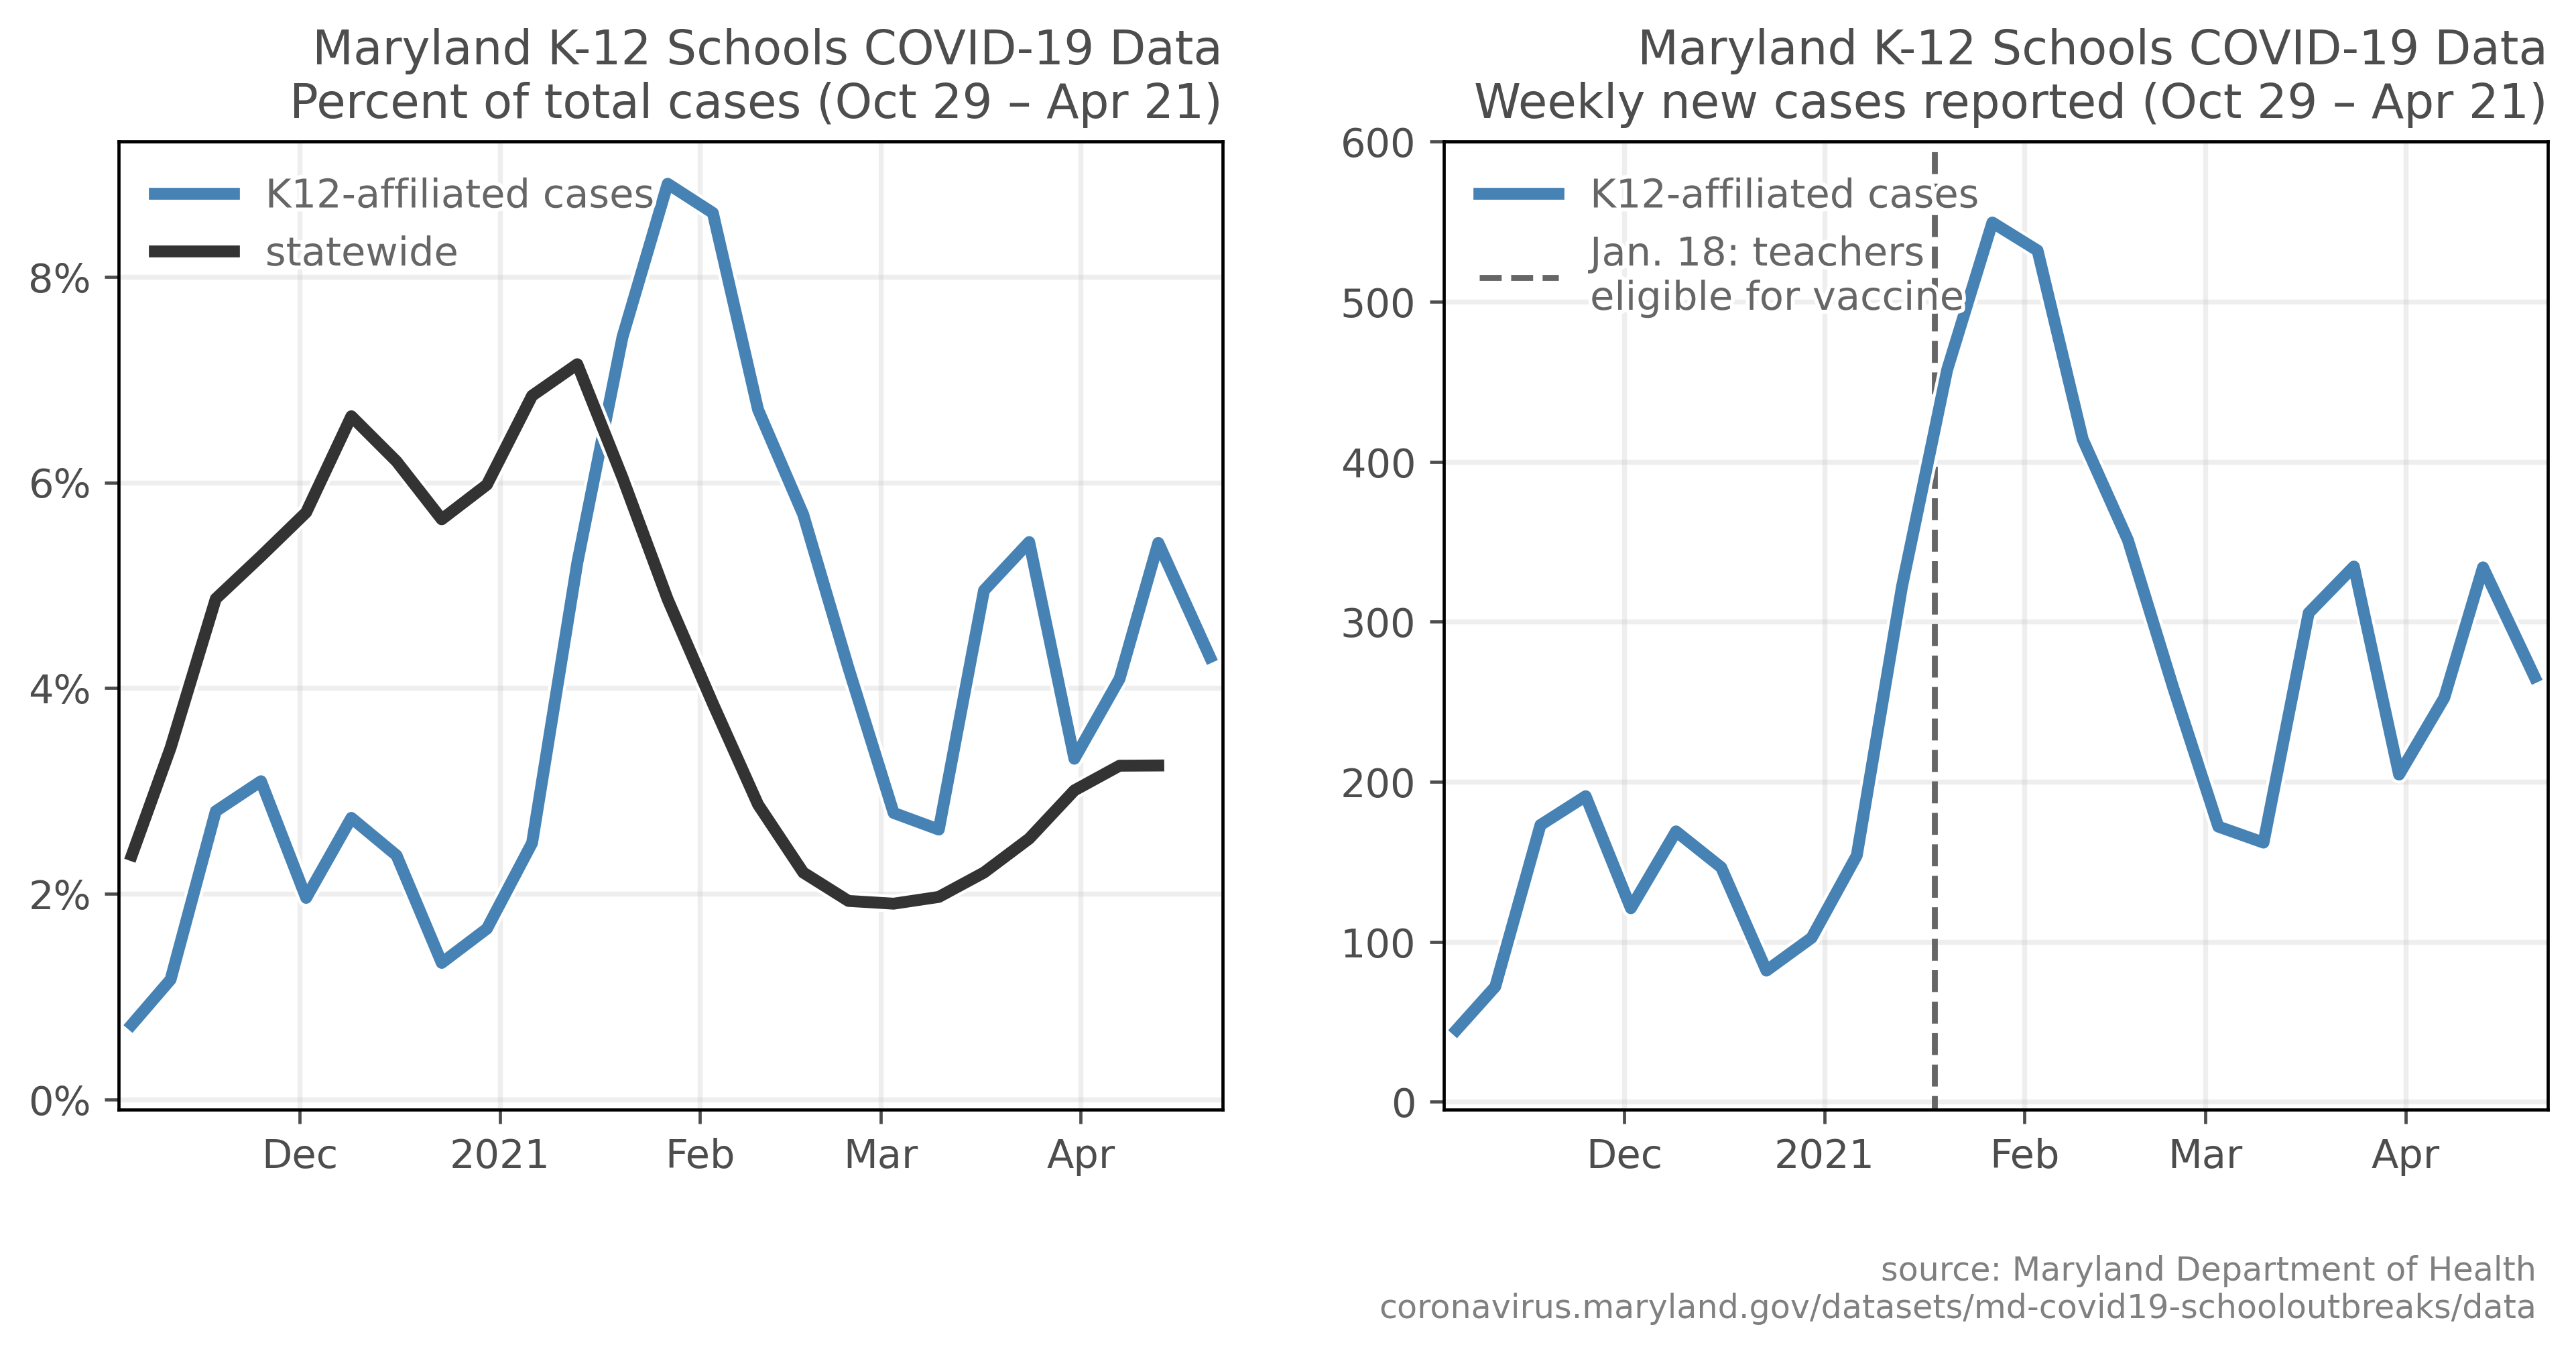 Maryland K-12 Schools COVID-19 Data
Percent of total cases (Oct 29 – Apr 21)
K12-affiliated cases
statewide
8%
6%
4%
2%
0%
Dec
2021
Feb
Mar
Apr
Maryland K-12 Schools COVID-19 Data
Weekly new cases reported (Oct 29 – Apr 21)
K12-affiliated cases
Jan. 18: teachers
eligible for vaccine
600
500
400
300
200
100
0
Dec
2021
Feb
Mar
Apr
source: Maryland Department of Health
coronavirus.maryland.gov/datasets/md-covid19-schooloutbreaks/data